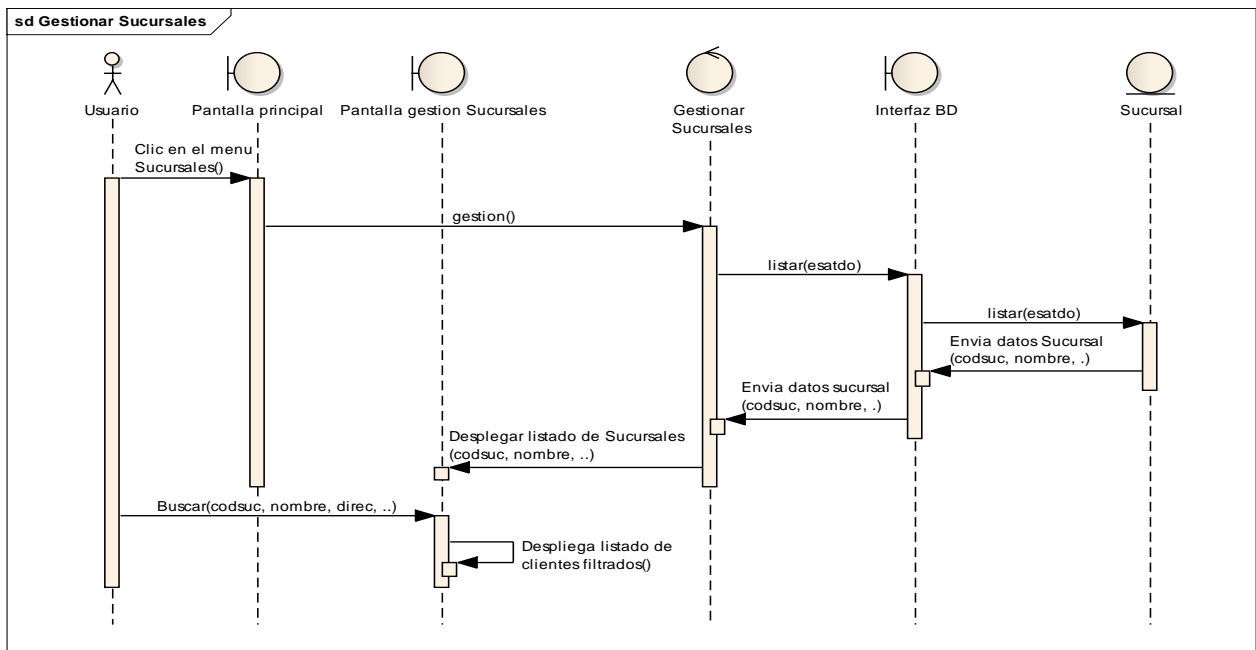 sd Gestionar Sucursales
Usuario
Pantalla principal
Pantalla gestion Sucursales
Gestionar
Sucursales
Interfaz BD
Sucursal
Clic en el menu
Sucursales()
gestion()
listar(esatdo)
listar(esatdo)
Envia datos Sucursal
(codsuc, nombre, .)
Envia datos sucursal
(codsuc, nombre, .)
Desplegar listado de Sucursales
(codsuc, nombre, ..)
Buscar(codsuc, nombre, direc, ..)
Despliega listado de
clientes filtrados()